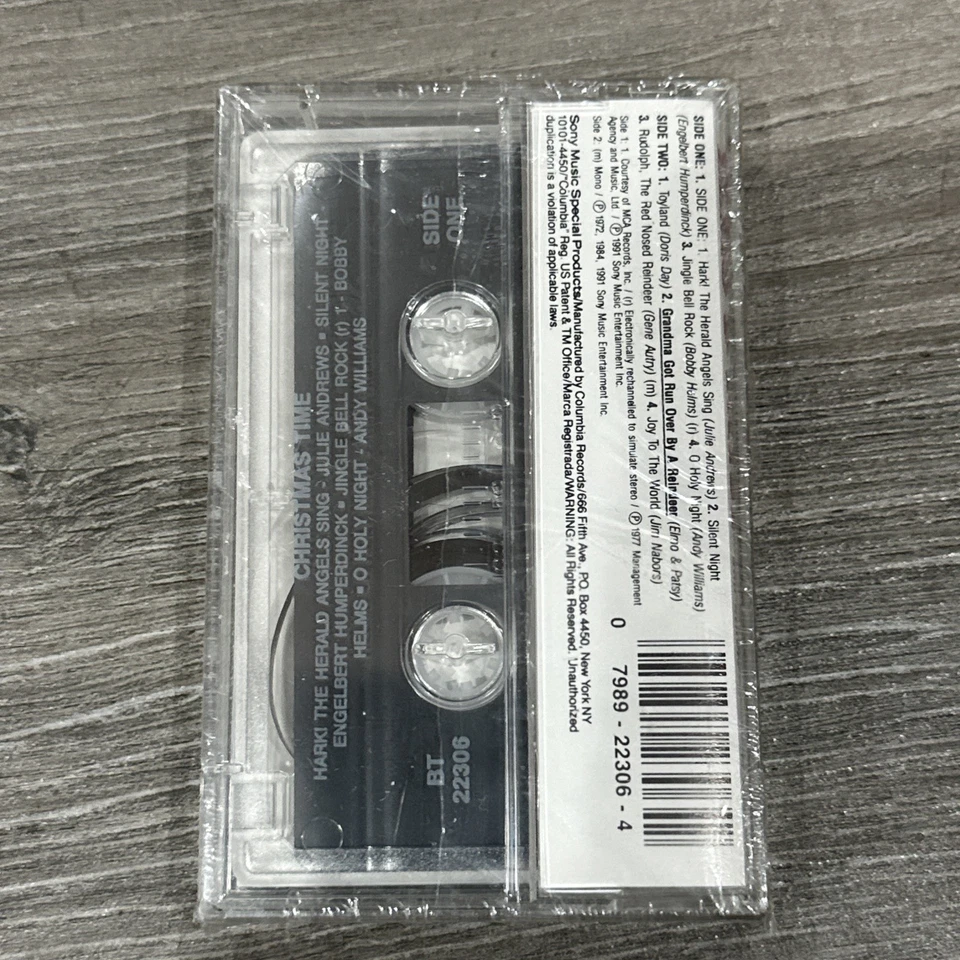 SIDE ONE: 1. SIDE ONE: 1. Hark! The Herald Angels Sing (Julie Andrews) 2. Silent Night
(Engelbert Humperdinck) 3. Jingle Bell Rock (Bobby Hulms) (r) 4. O Holy Night (Andy Williams)
SIDE TWO: 1. Toyland (Doris Day) 2. Grandma Got Run Over By A Reindeer (Elmo & Patsy)
3. Rudolph, The Red Nosed Reindeer (Gene Autry) (m) 4. Joy To The World (Jim Nabors)
Side 1: 1. Courtesy of MCA Records, Inc. / (r) Electronically rechanneled to simulate stereo / ℗ 1977 Management
Agency and Music, Ltd. / ℗ 1991 Sony Music Entertainment Inc.
Side 2: (m) Mono / ℗ 1972, 1984, 1991 Sony Music Entertainment Inc.
Sony Music Special Products/Manufactured by Columbia Records/666 Fifth Ave., P.O. Box 4450, New York NY
10101-4450/"Columbia" Reg. US Patent & TM Office/Marca Registrada/WARNING: All Rights Reserved. Unauthorized
duplication is a violation of applicable laws.
0 7989 - 22306 - 4
SIDE
ONE
BT
22306
CHRISTMAS TIME
HARK! THE HERALD ANGELS SING - JULIE ANDREWS ▪ SILENT NIGHT -
ENGELBERT HUMPERDINCK ▪ JINGLE BELL ROCK (r) 1' - BOBBY
HELMS ▪ O HOLY NIGHT - ANDY WILLIAMS